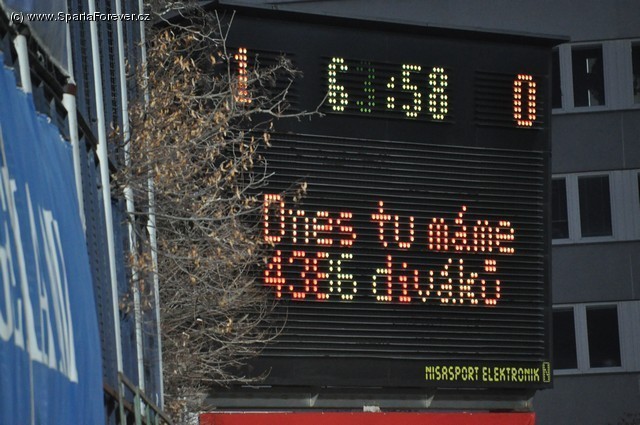 (c) www.SpartaForever.cz
1 63:58 0
Dnes tu máme
4386 diváků
NISASPORT ELEKTRONIK